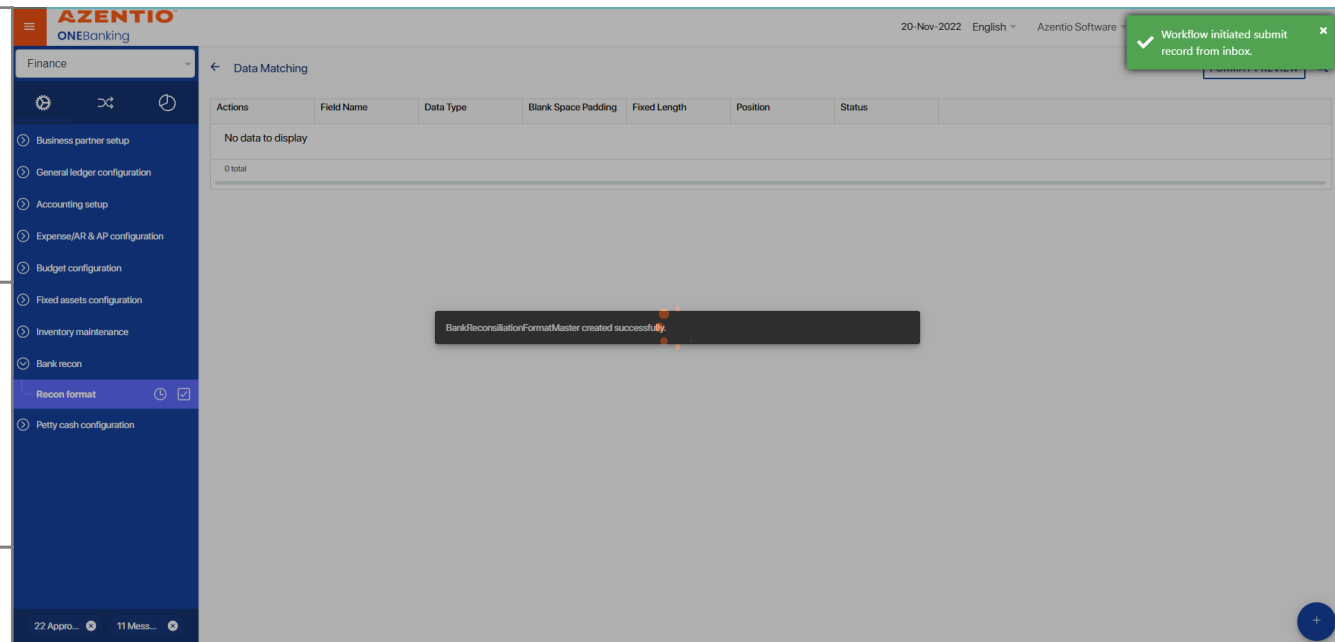 AZENTIO™
ONEBanking
20-Nov-2022 English Azentio Software
Workflow initiated submit
record from inbox.
Finance
Data Matching
FORMAT PREVIEW
Actions Field Name Data Type Blank Space Padding Fixed Length Position Status
No data to display
0 total
Business partner setup
General ledger configuration
Accounting setup
Expense/AR & AP configuration
Budget configuration
Fixed assets configuration
Inventory maintenance
Bank recon
Recon format
Petty cash configuration
BankReconsiliationFormatMaster created successfully.
22 Appro... 11 Mess...